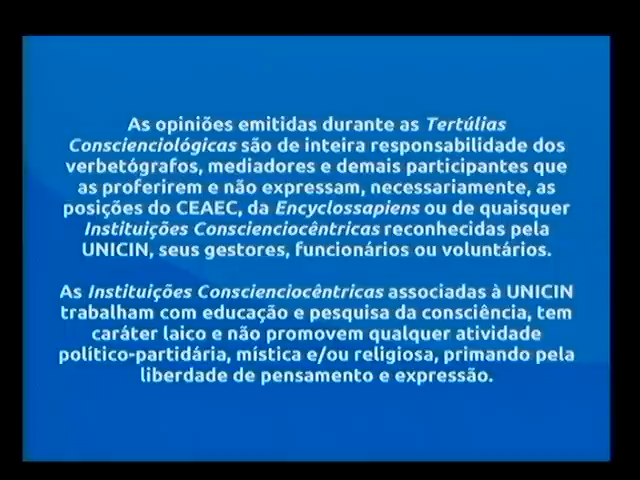 As opiniões emitidas durante as Tertúlias
Conscienciológicas são de inteira responsabilidade dos
verbetógrafos, mediadores e demais participantes que
as proferirem e não expressam, necessariamente, as
posições do CEAEC, da Encyclossapiens ou de quaisquer
Instituições Conscienciocêntricas reconhecidas pela
UNICIN, seus gestores, funcionários ou voluntários.
As Instituições Conscienciocêntricas associadas à UNICIN
trabalham com educação e pesquisa da consciência, tem
caráter laico e não promovem qualquer atividade
político-partidária, mística e/ou religiosa, primando pela
liberdade de pensamento e expressão.